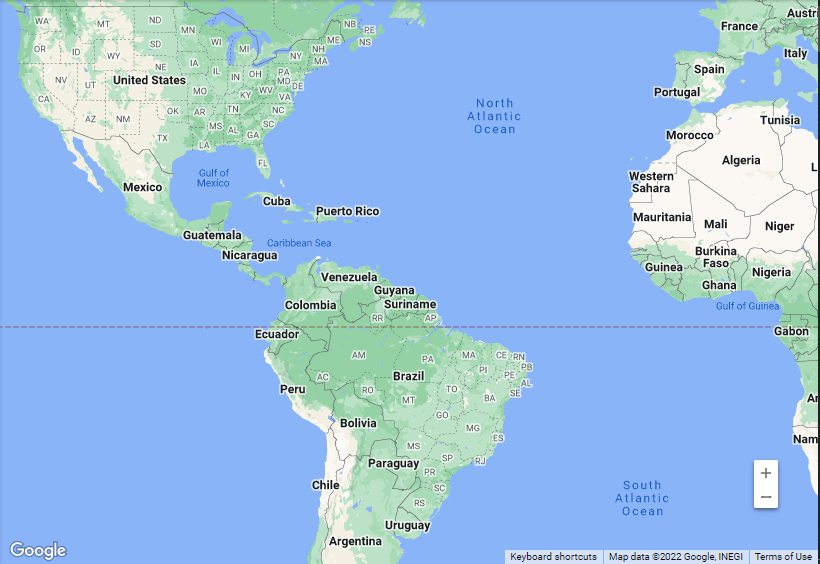 WA
MT
ND
MN
OR
ID
SD
WI
MI
WY
NE
IA
NV
UT
United States
IL
IN
OH
PA
NY
NH
ME
NB
PE
NS
MA
MD
DE
CA
MO
KY
WV
VA
AZ
NM
OK
AR
TN
NC
SC
MS
AL
GA
TX
LA
FL
Gulf of
Mexico
Mexico
Cuba
Puerto Rico
Guatemala
Caribbean Sea
Nicaragua
North
Atlantic
Ocean
France
Austri
Italy
Spain
Portugal
Tunisia
Morocco
Algeria
L
Western
Sahara
Mauritania
Mali
Niger
Burkina
Faso
Guinea
Ghana
Nigeria
Gulf of Guinea
Gabon
Venezuela
Guyana
Suriname
Colombia
RR
AP
Ecuador
AM
PA
MA
CE
RN
PB
PI
PE
AL
SE
AC
Brazil
TO
RO
MT
BA
Peru
GO
Bolivia
MG
ES
MS
SP
RJ
Paraguay
PR
SC
Chile
RS
Uruguay
Argentina
South
Atlantic
Ocean
An
Nam
+
−
Google
Keyboard shortcuts
Map data ©2022 Google, INEGI
Terms of Use